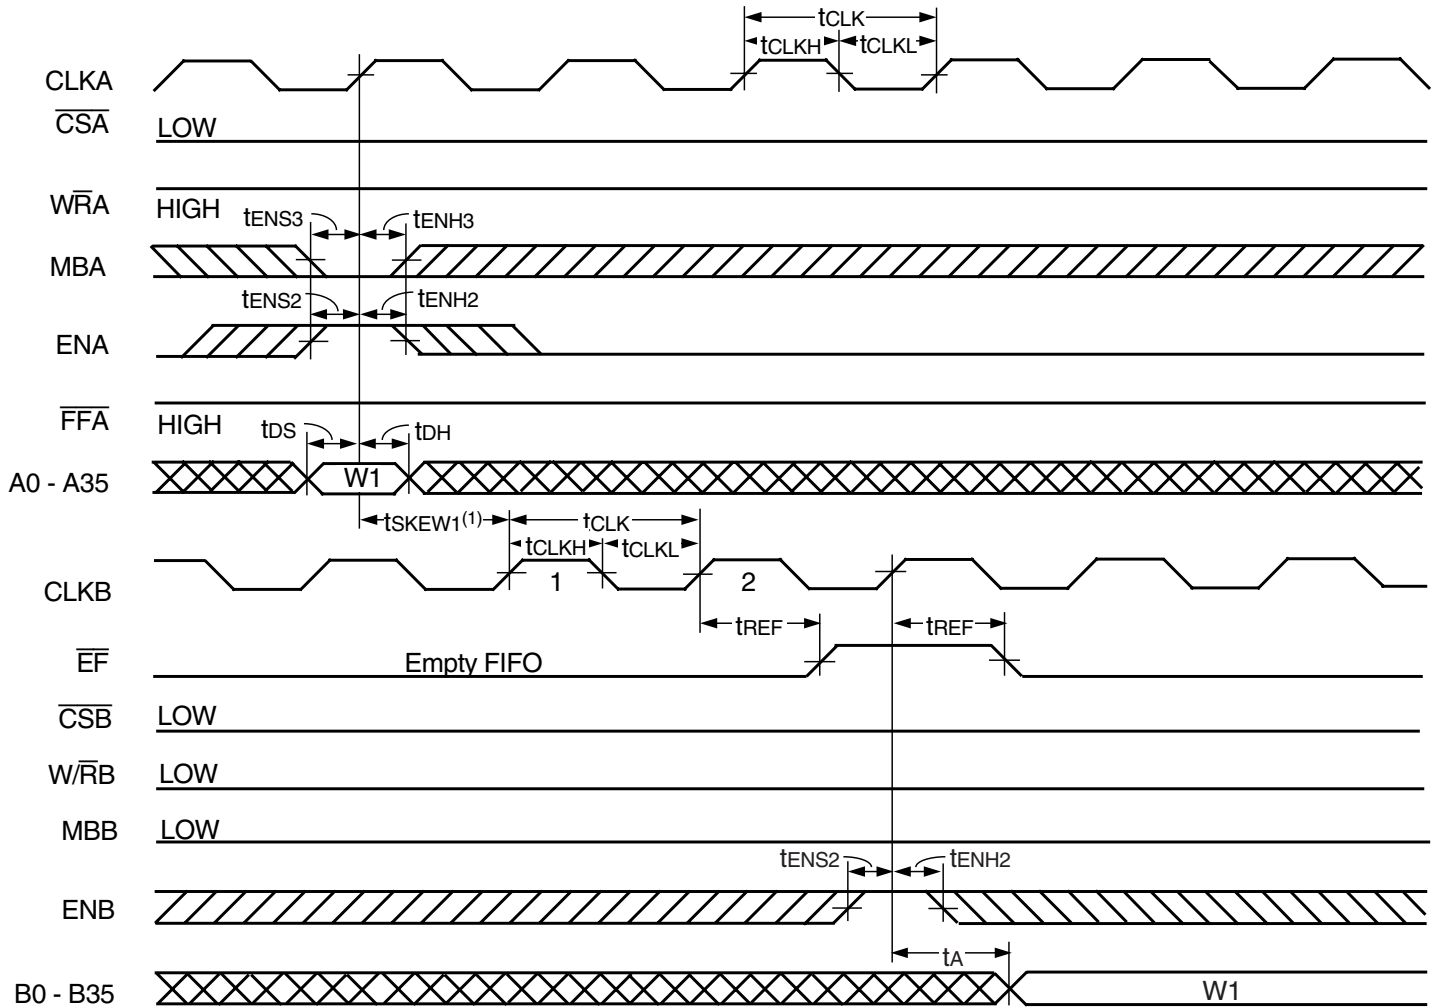 tCLK
tCLKH tCLKL
CLKA
CSA LOW
WRA HIGH
tENS3 tENH3
MBA
tENS2 tENH2
ENA
FFA HIGH
tDS tDH
A0 - A35 W1
tSKEW1(1) tCLK
tCLKH tCLKL
CLKB 1 2
tREF tREF
EF Empty FIFO
CSB LOW
W/RB LOW
MBB LOW
tENS2 tENH2
ENB
tA
B0 - B35 W1